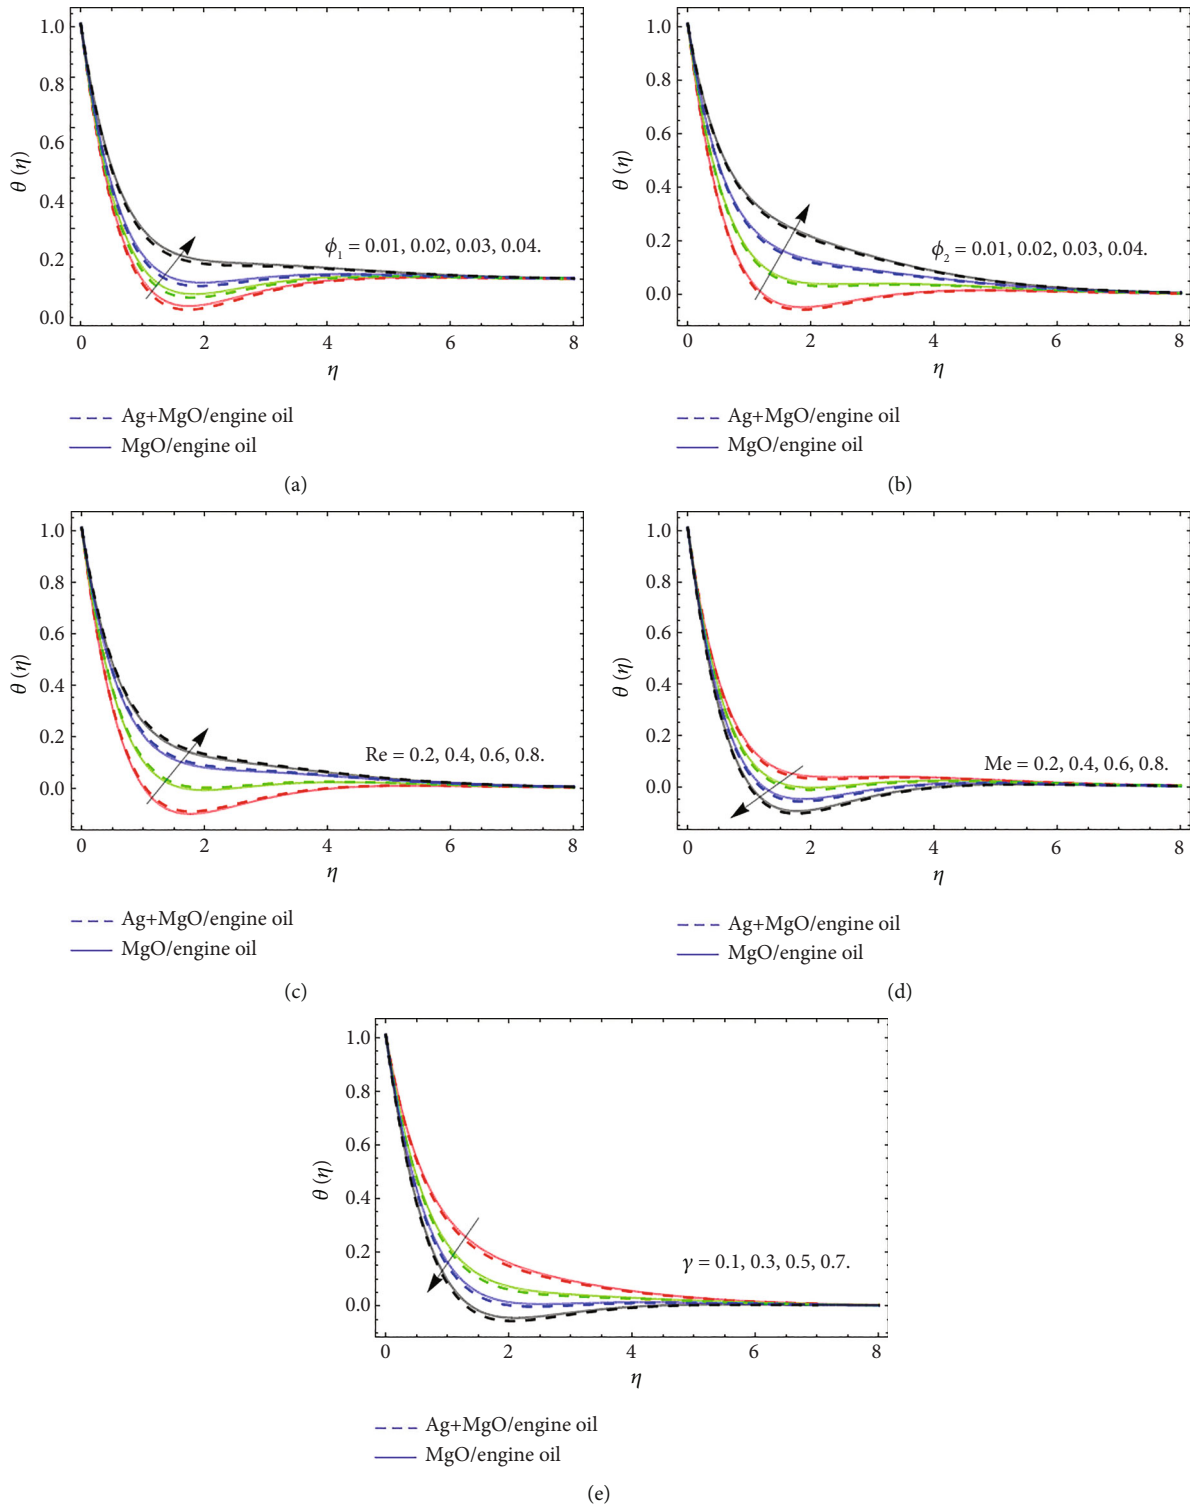 1.0
0.8
0.6
0.4
0.2
0.0
θ (η)
ϕ1 = 0.01, 0.02, 0.03, 0.04.
0 2 4 6 8
η
Ag+MgO/engine oil
MgO/engine oil
(a)
1.0
0.8
0.6
0.4
0.2
0.0
θ (η)
ϕ2 = 0.01, 0.02, 0.03, 0.04.
0 2 4 6 8
η
Ag+MgO/engine oil
MgO/engine oil
(b)
1.0
0.8
0.6
0.4
0.2
0.0
θ (η)
Re = 0.2, 0.4, 0.6, 0.8.
0 2 4 6 8
η
Ag+MgO/engine oil
MgO/engine oil
(c)
1.0
0.8
0.6
0.4
0.2
0.0
θ (η)
Me = 0.2, 0.4, 0.6, 0.8.
0 2 4 6 8
η
Ag+MgO/engine oil
MgO/engine oil
(d)
1.0
0.8
0.6
0.4
0.2
0.0
θ (η)
γ = 0.1, 0.3, 0.5, 0.7.
0 2 4 6 8
η
Ag+MgO/engine oil
MgO/engine oil
(e)